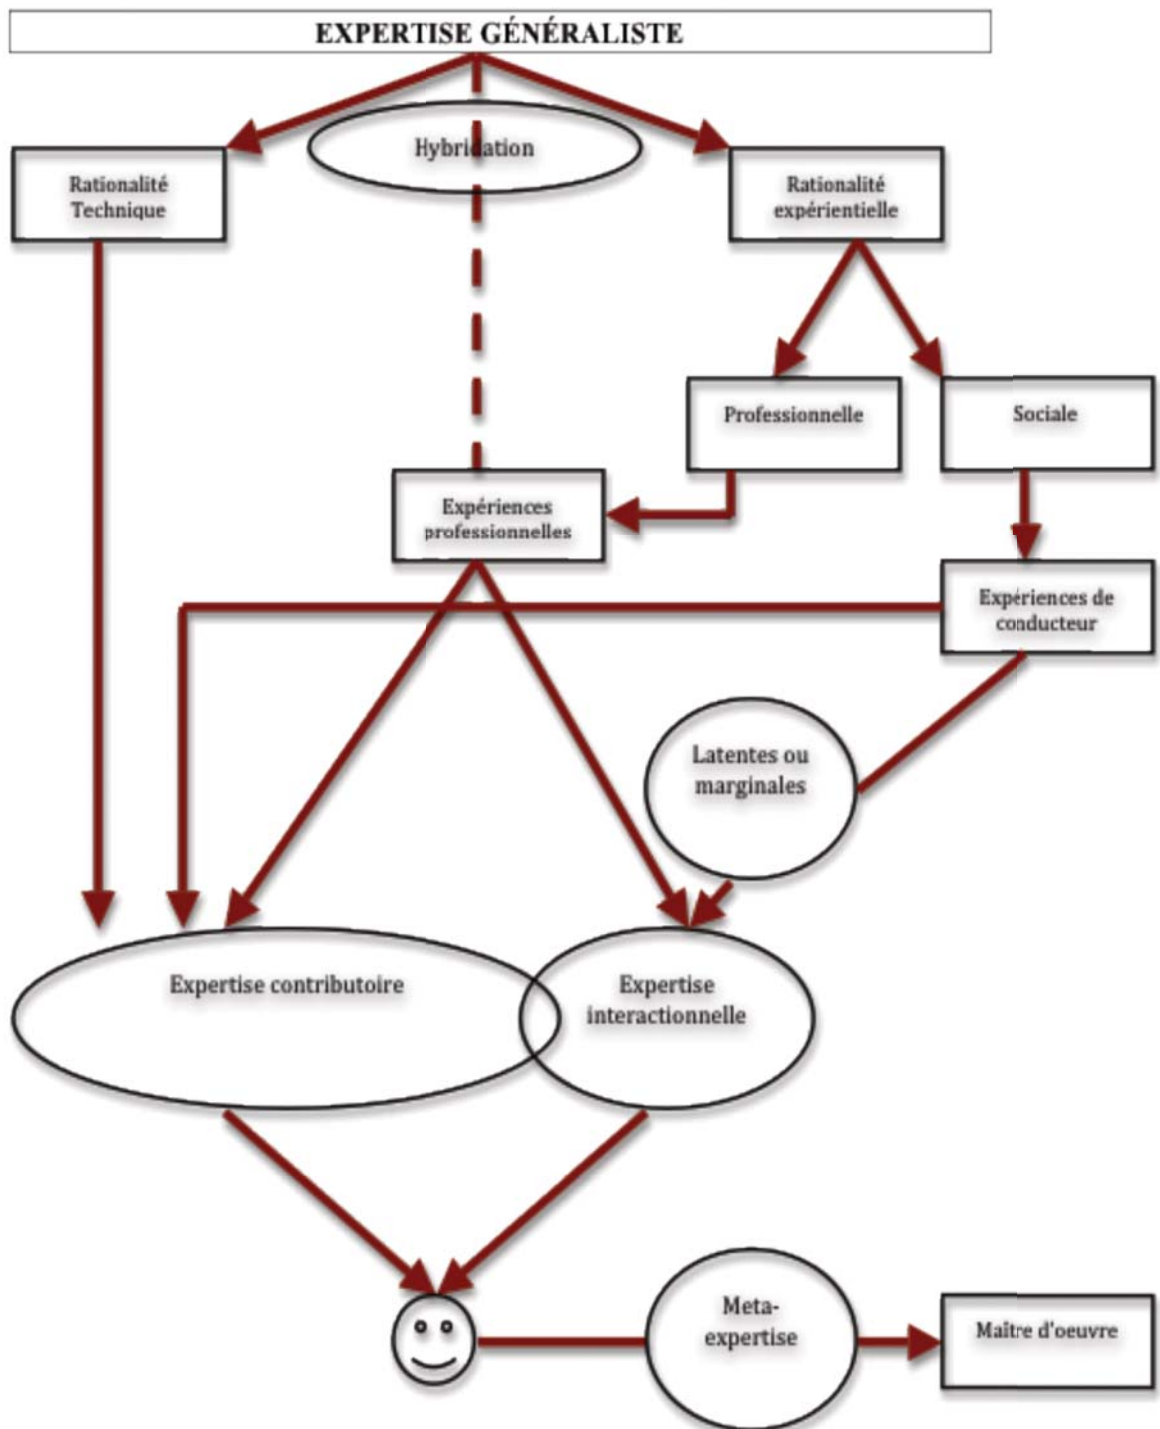 EXPERTISE GÉNÉRALISTE
Hybridation
Rationalité
Technique
Rationalité
expérientielle
Professionnelle
Sociale
Expériences
professionnelles
Expériences de
conducteur
Latentes ou
marginales
Expertise contributoire
Expertise
interactionnelle
Meta-
expertise
Maître d'oeuvre